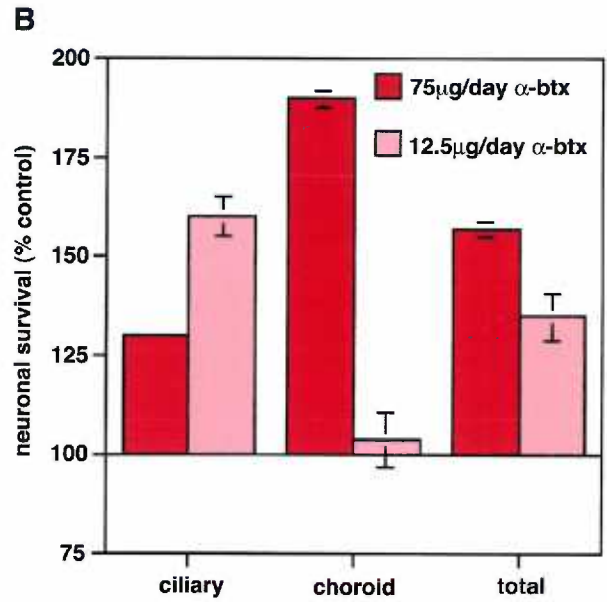 B
neuronal survival (% control)
200
175
150
125
100
75
75μg/day α-btx
12.5μg/day α-btx
ciliary choroid total